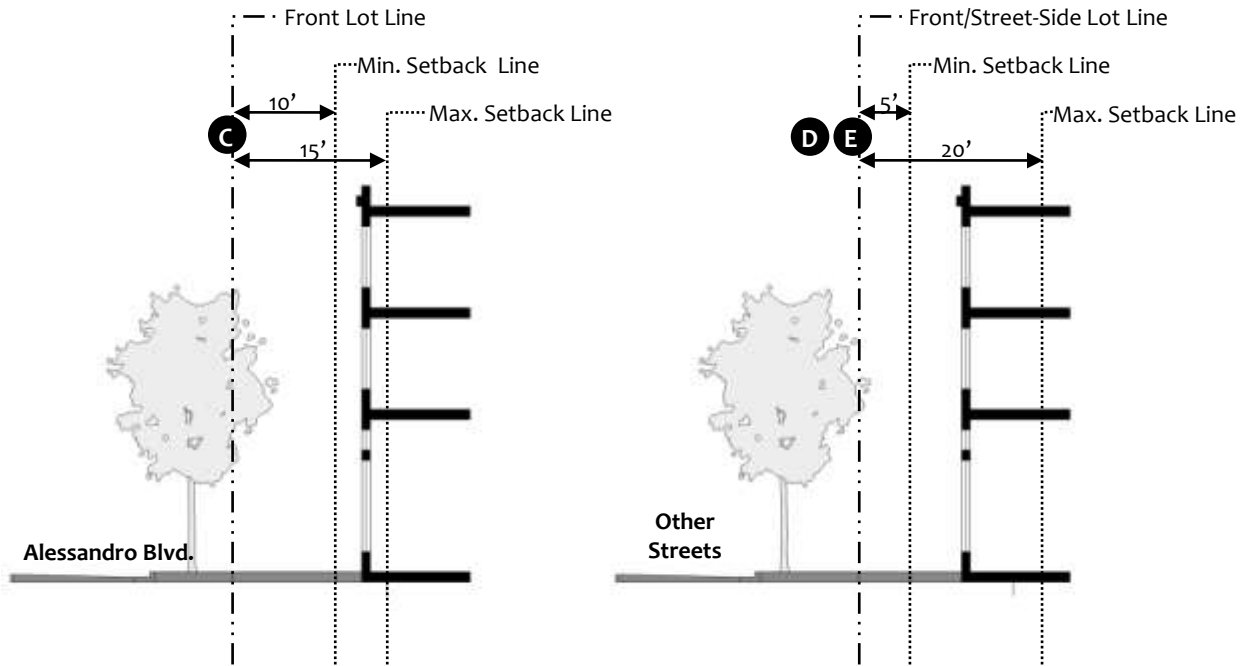 Front Lot Line
Min. Setback Line
10’
Max. Setback Line
C
15’
Alessandro Blvd.
Front/Street-Side Lot Line
Min. Setback Line
5’
Max. Setback Line
D E
20’
Other
Streets